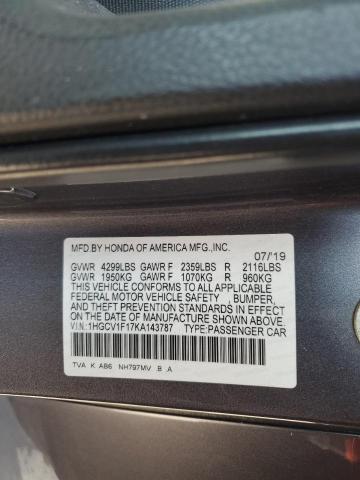 MFD.BY HONDA OF AMERICA MFG.,INC.
07/'19
GVWR 4299LBS GAWR F 2359LBS R 2116LBS
GVWR 1950KG GAWR F 1070KG R 960KG
THIS VEHICLE CONFORMS TO ALL APPLICABLE
FEDERAL MOTOR VEHICLE SAFETY , BUMPER,
AND THEFT PREVENTION STANDARDS IN EFFECT
ON THE DATE OF MANUFACTURE SHOWN ABOVE.
V.I.N.:1HGCV1F17KA143787 TYPE:PASSENGER CAR
TVA K AB6 NH797MV .B .A